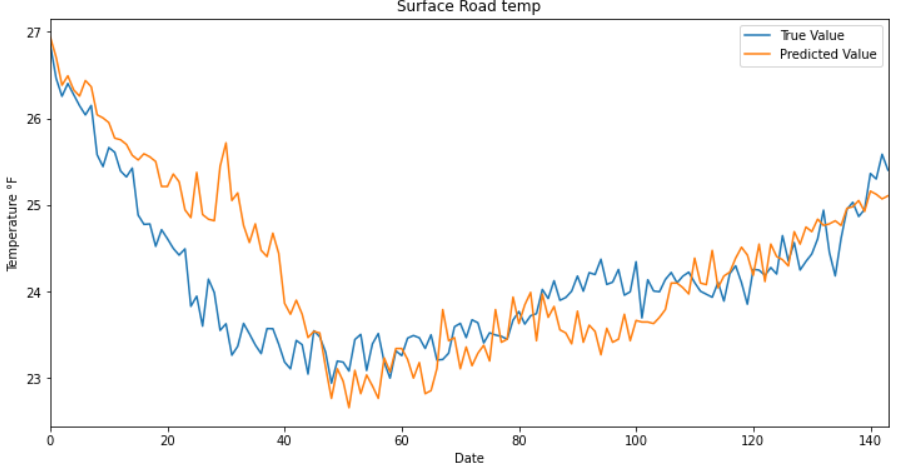 Surface Road temp
27
26
25
24
23
Temperature °F
True Value
Predicted Value
0 20 40 60 80 100 120 140
Date